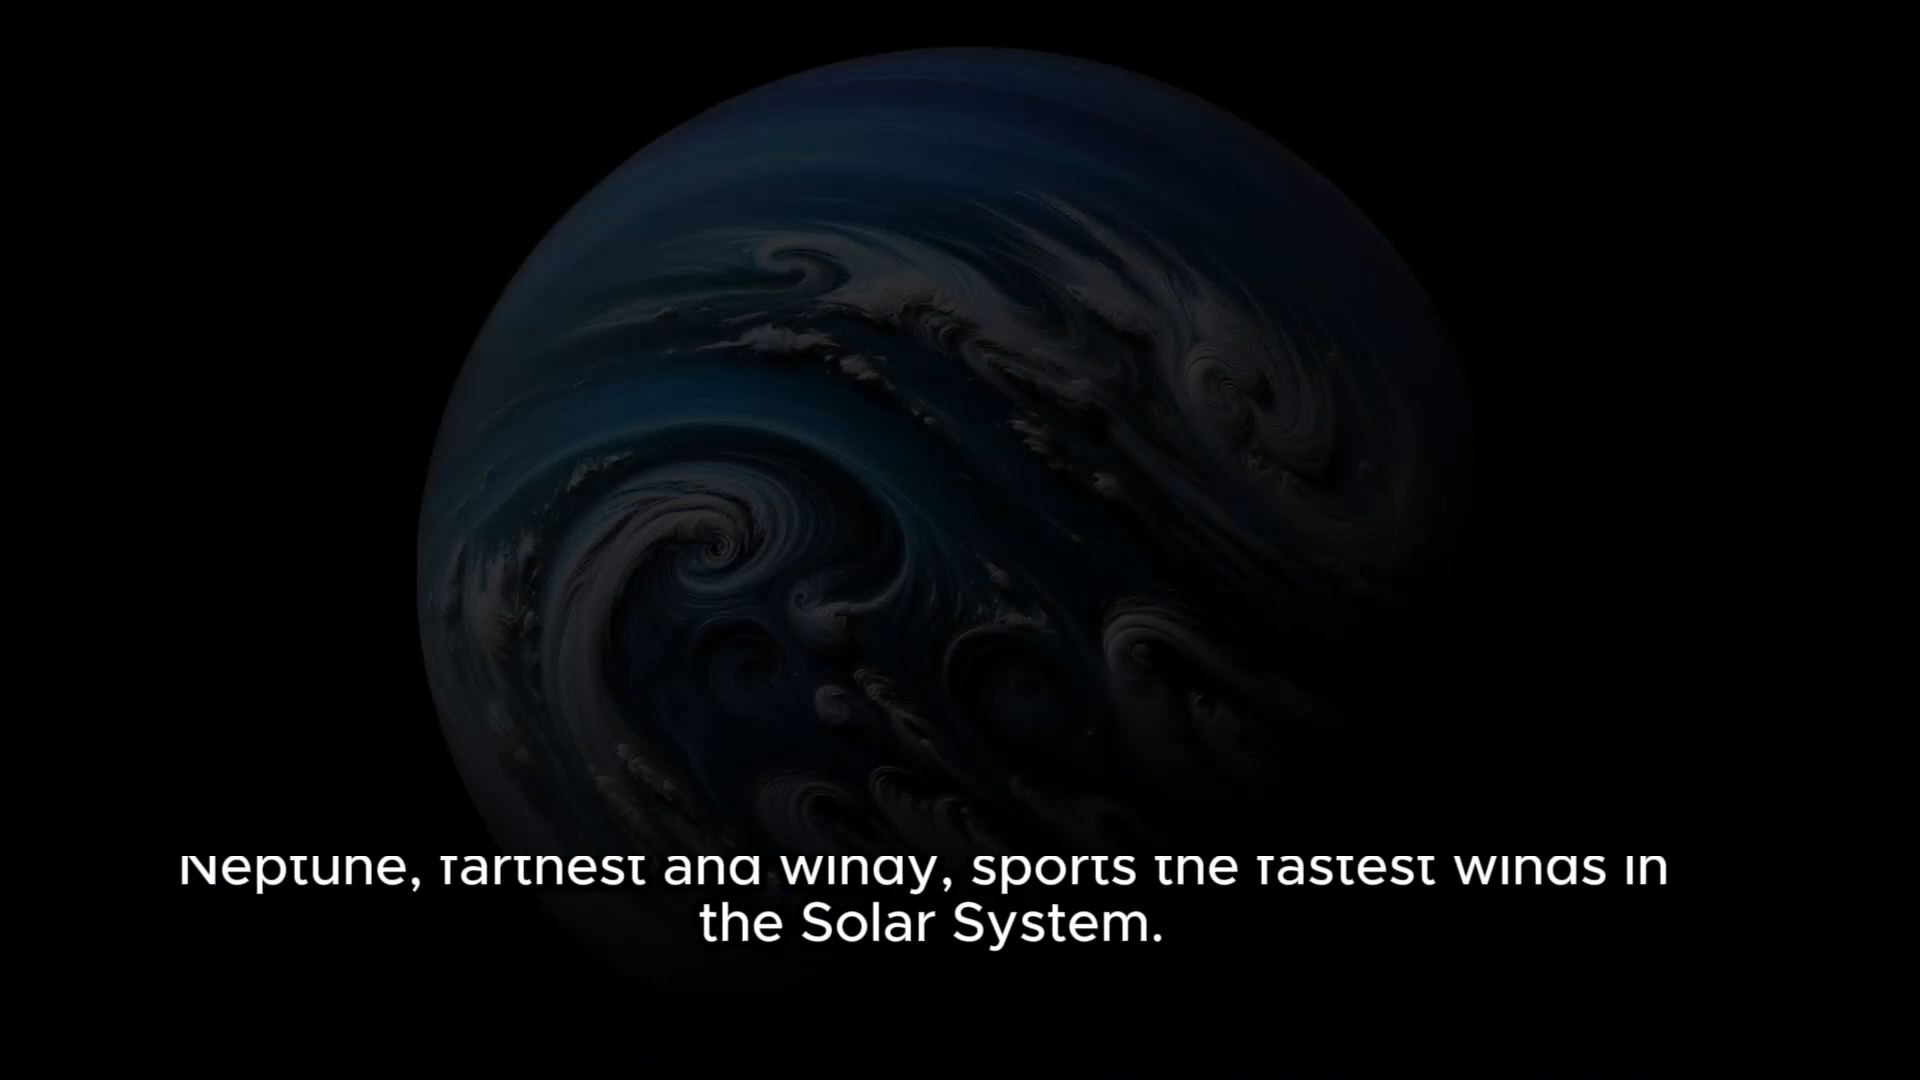 Neptune, farthest and windy, sports the fastest winds in
the Solar System.